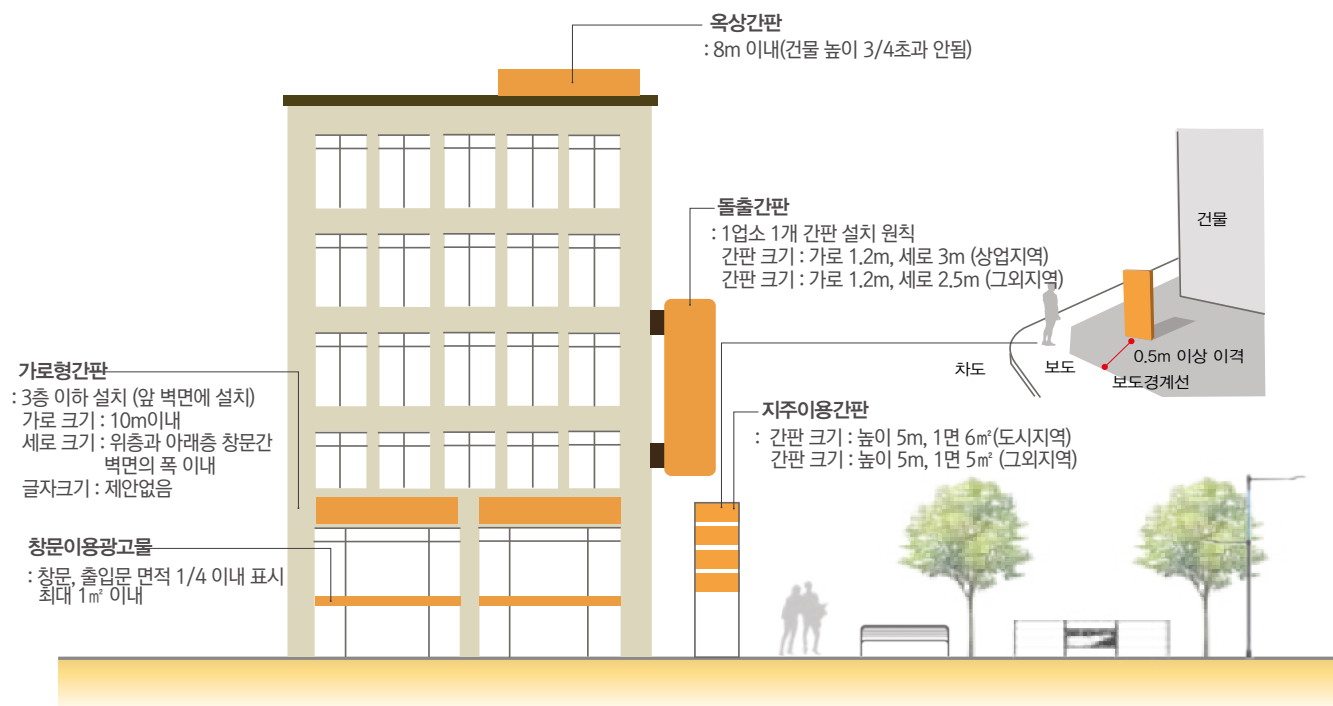 옥상간판
: 8m 이내(건물 높이 3/4초과 안됨)
돌출간판
: 1업소 1개 간판 설치 원칙
간판 크기 : 가로 1.2m, 세로 3m (상업지역)
간판 크기 : 가로 1.2m, 세로 2.5m (그외지역)
건물
0.5m 이상 이격
차도
보도
보도경계선
가로형간판
: 3층 이하 설치 (앞 벽면에 설치)
가로 크기 : 10m이내
세로 크기 : 위층과 아래층 창문간
벽면의 폭 이내
글자크기 : 제안없음
지주이용간판
: 간판 크기 : 높이 5m, 1면 6㎡(도시지역)
간판 크기 : 높이 5m, 1면 5㎡ (그외지역)
창문이용광고물
: 창문, 출입문 면적 1/4 이내 표시
최대 1㎡ 이내